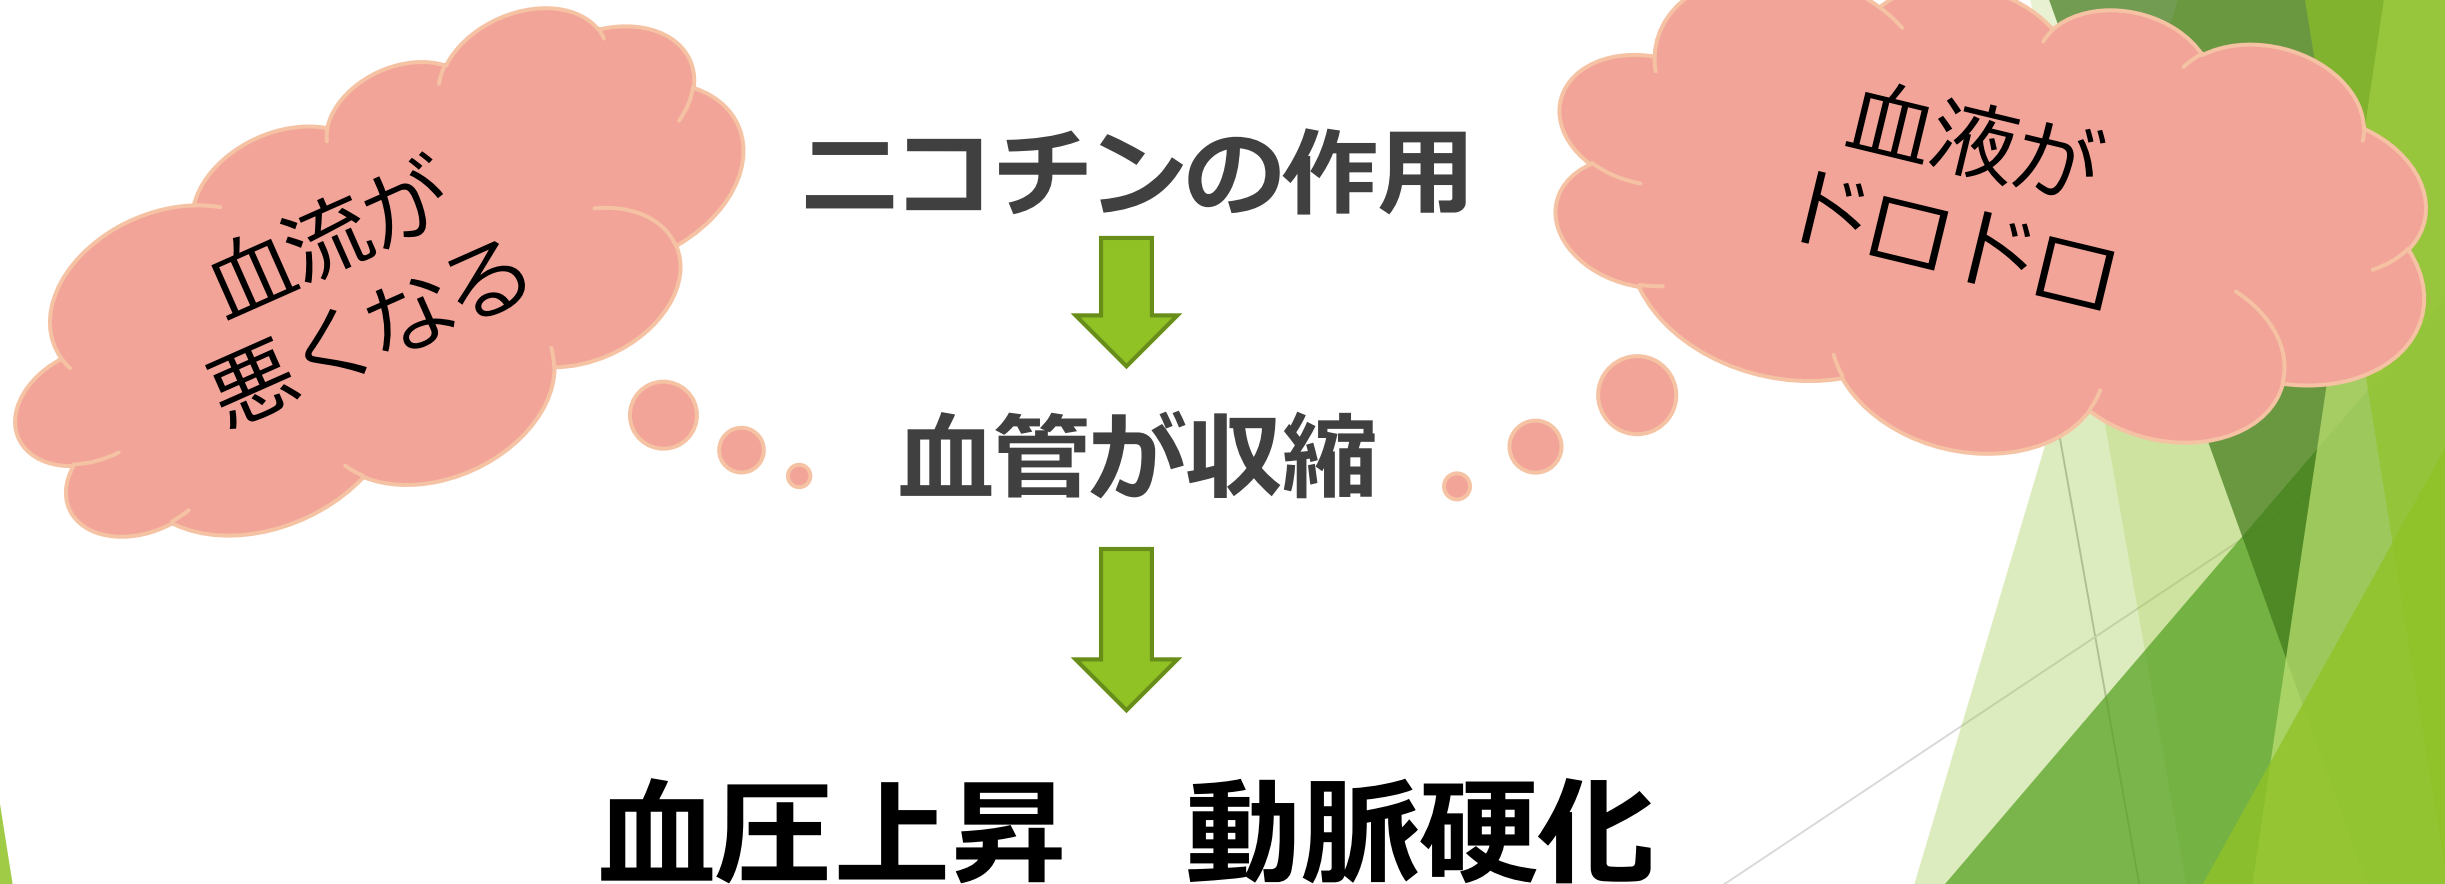 血流が
悪くなる
ニコチンの作用
血液が
ドロドロ
血管が収縮
血圧上昇　動脈硬化